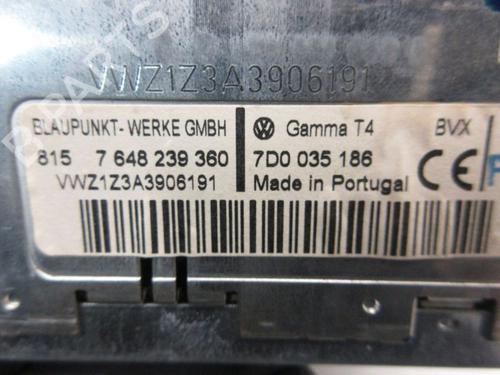 VWZ1Z3A3906191
BLAUPUNKT-WERKE GMBH Gamma T4 BVX
815 7 648 239 360 7D0 035 186
VWZ1Z3A3906191 Made in Portugal CE